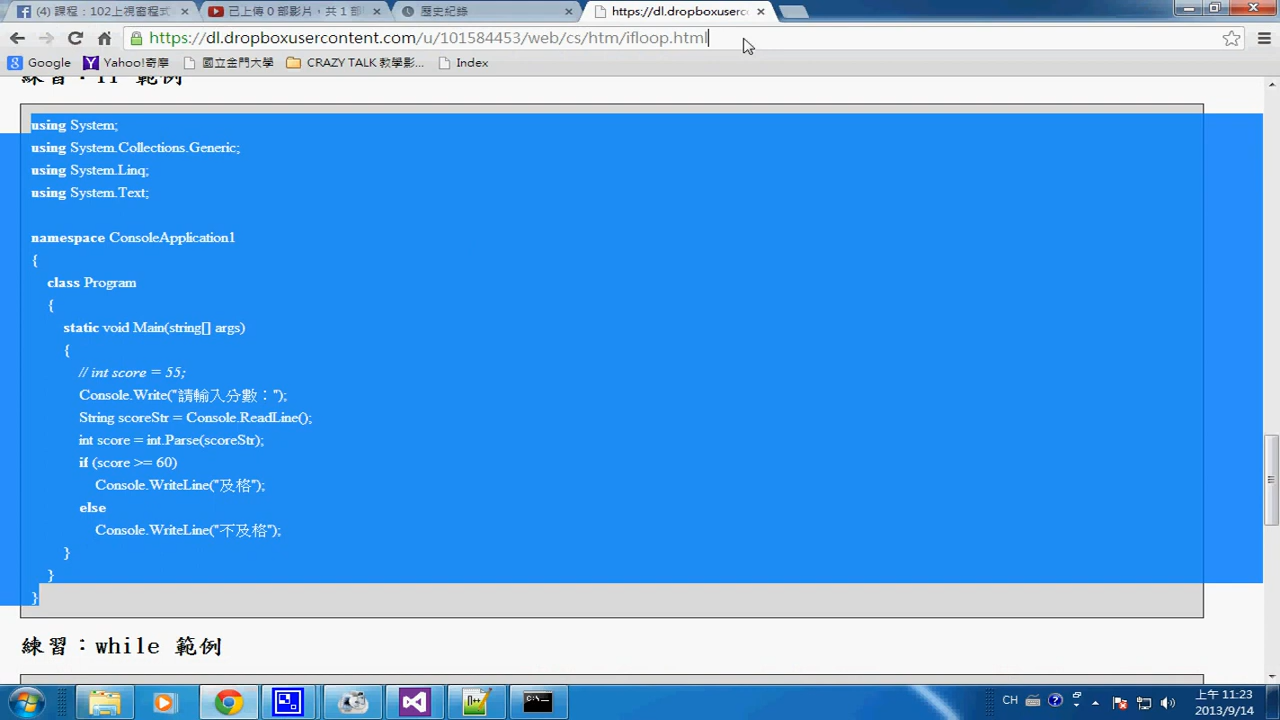 (4) 課程：102上視窗程式
已上傳 0 部影片，共 1 部
歷史紀錄
https://dl.dropboxuserco
https://dl.dropboxusercontent.com/u/101584453/web/cs/htm/ifloop.html
Google
Yahoo!奇摩
國立金門大學
CRAZY TALK 教學影...
Index
練習：if 範例
using System;
using System.Collections.Generic;
using System.Linq;
using System.Text;
namespace ConsoleApplication1
{
class Program
{
static void Main(string[] args)
{
// int score = 55;
Console.Write("請輸入分數：");
String scoreStr = Console.ReadLine();
int score = int.Parse(scoreStr);
if (score >= 60)
Console.WriteLine("及格");
else
Console.WriteLine("不及格");
}
}
}
練習：while 範例
CH
上午 11:23
2013/9/14